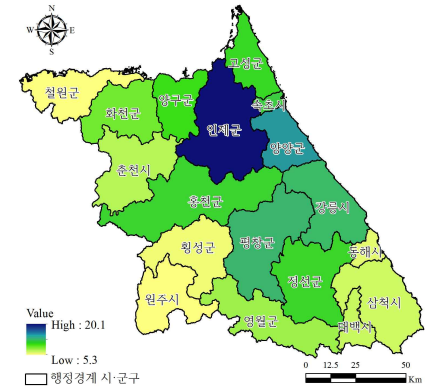 N
W E
S
고성군
철원군
양구군
속초시
화천군
인제군
양양군
춘천시
홍천군
강릉시
횡성군
평창군
동해시
정선군
원주시
삼척시
영월군
태백시
Value
High : 20.1
Low : 5.3
행정경계 시·군구
0 12.5 25 50
Km